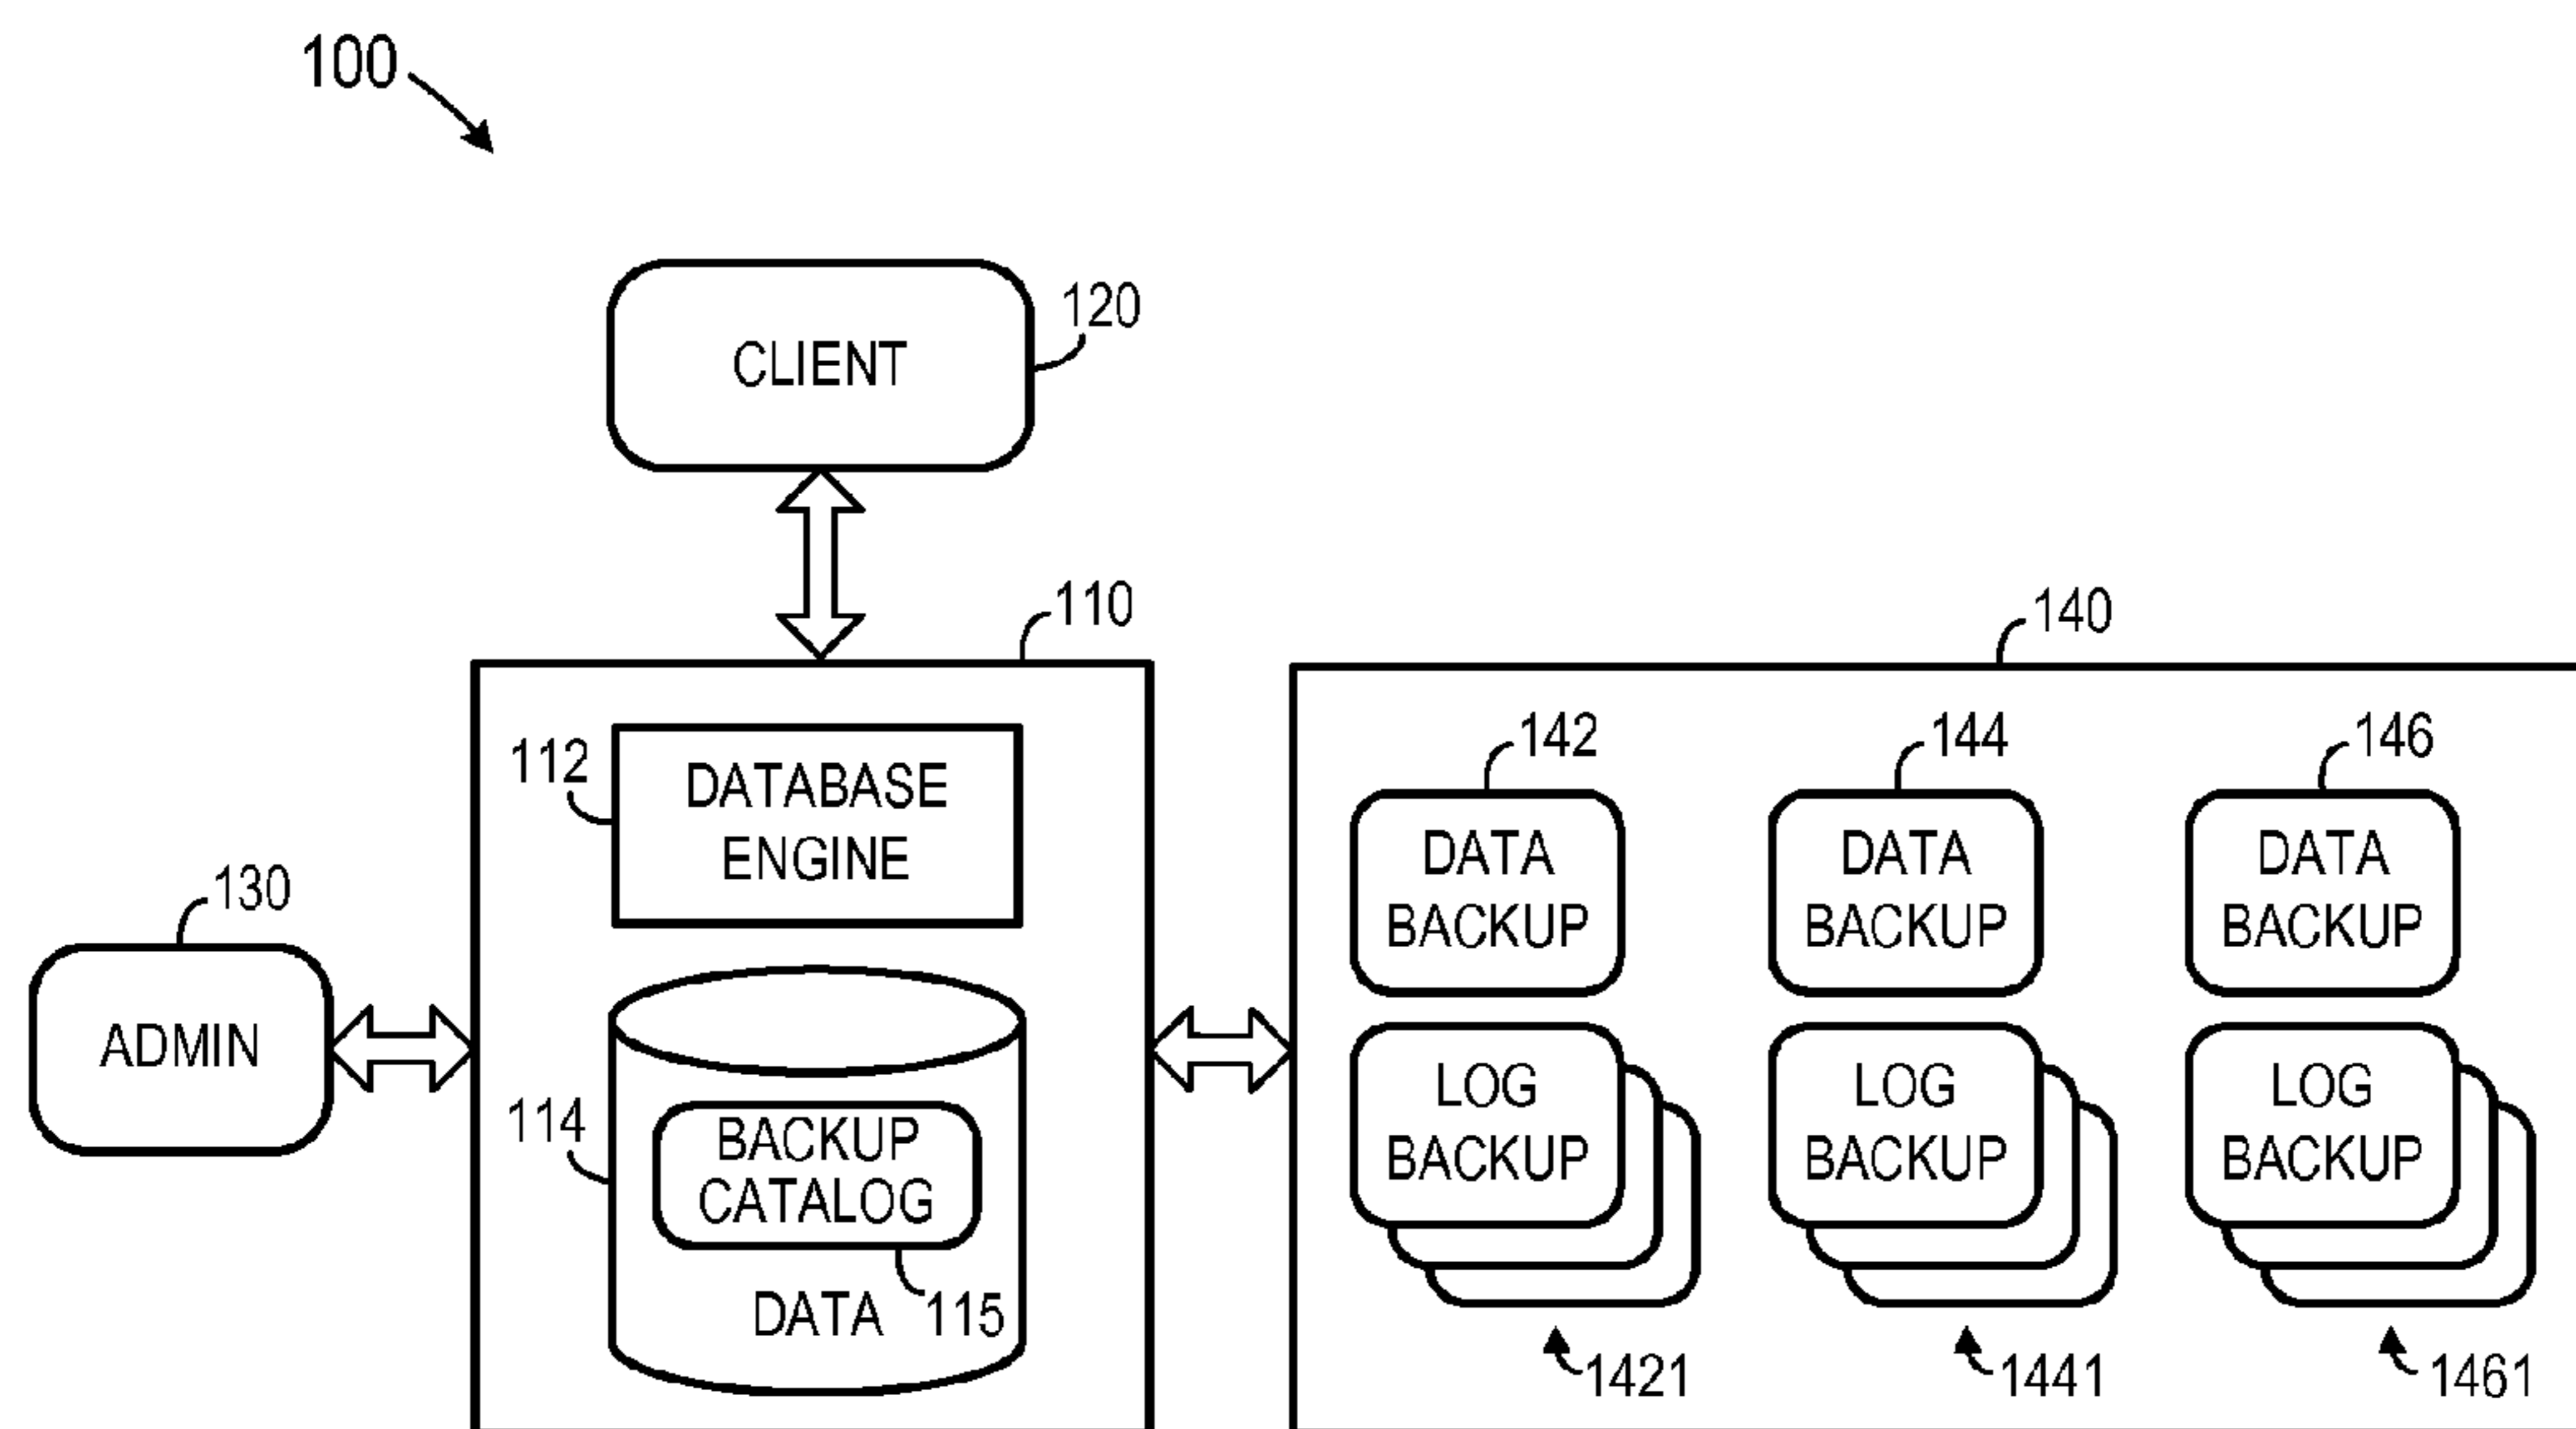 100
CLIENT
120
110
140
112
DATABASE
ENGINE
142
144
146
DATA
BACKUP
DATA
BACKUP
DATA
BACKUP
130
ADMIN
114
BACKUP
CATALOG
DATA
115
LOG
BACKUP
LOG
BACKUP
LOG
BACKUP
1421
1441
1461